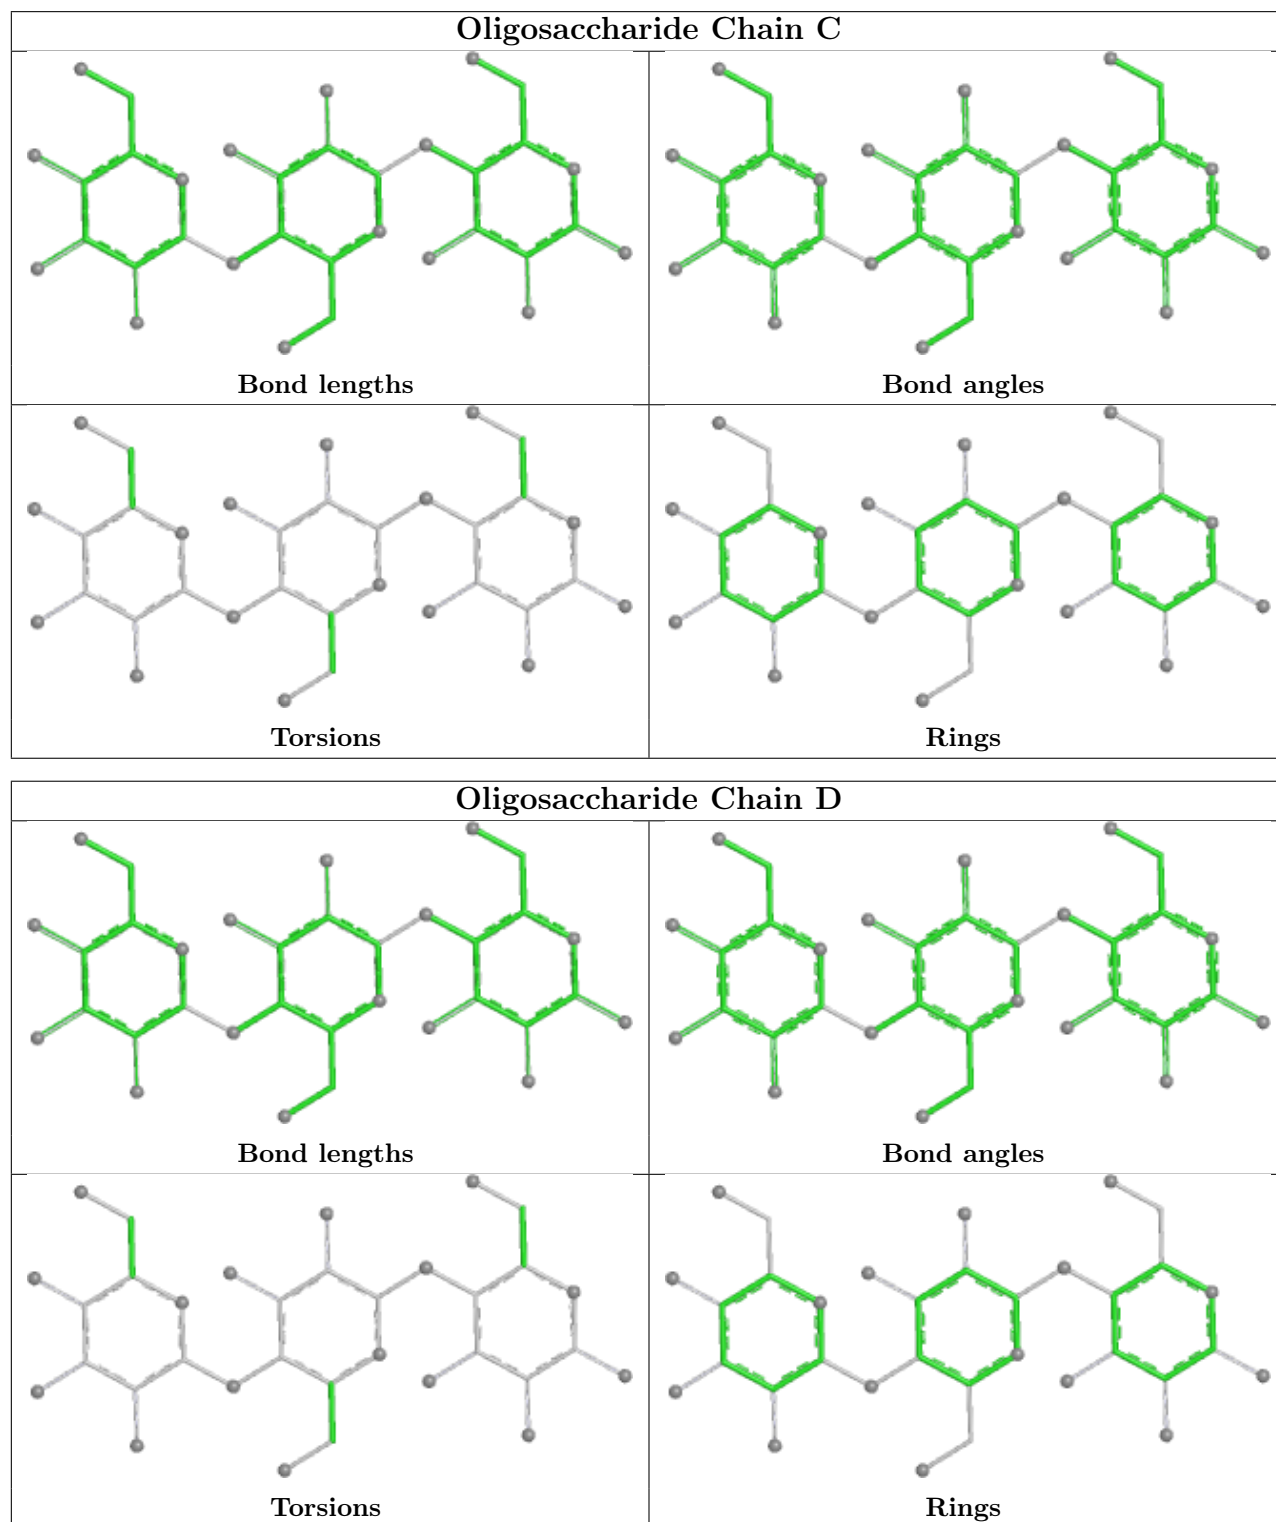 Oligosaccharide Chain C
Bond lengths
Bond angles
Torsions
Rings
Oligosaccharide Chain D
Bond lengths
Bond angles
Torsions
Rings